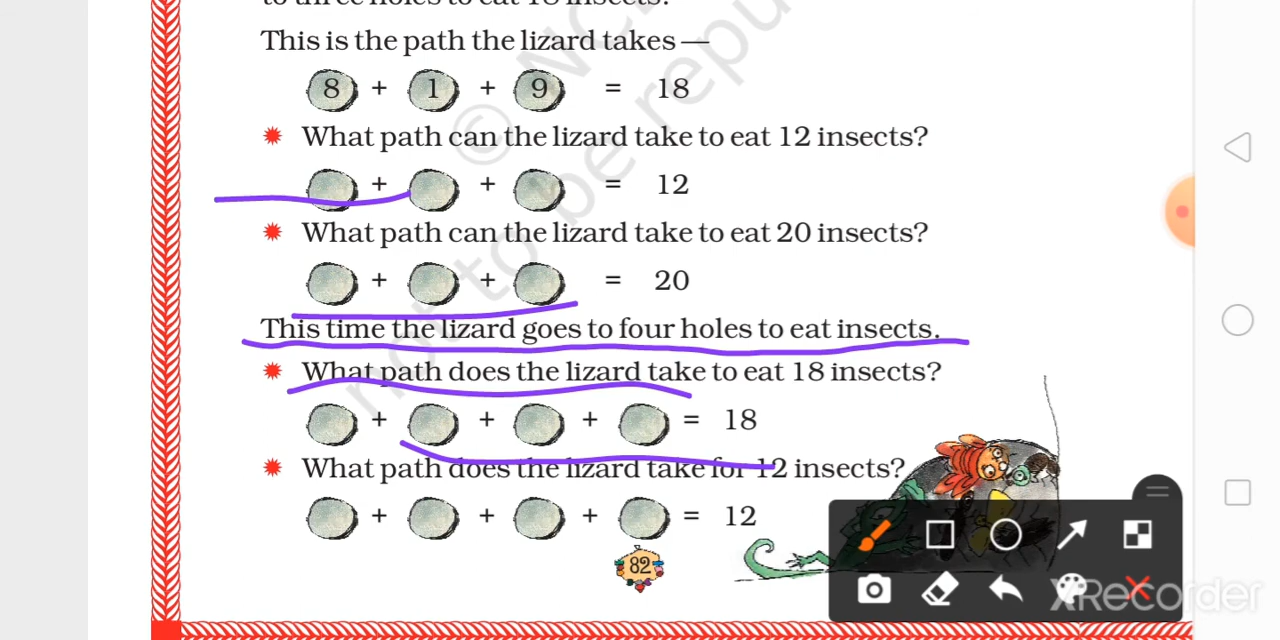 This is the path the lizard takes —
8 + 1 + 9 = 18
What path can the lizard take to eat 12 insects?
+ + = 12
What path can the lizard take to eat 20 insects?
+ + = 20
This time the lizard goes to four holes to eat insects.
What path does the lizard take to eat 18 insects?
+ + + = 18
What path does the lizard take for 12 insects?
+ + + = 12
82
XRecorder